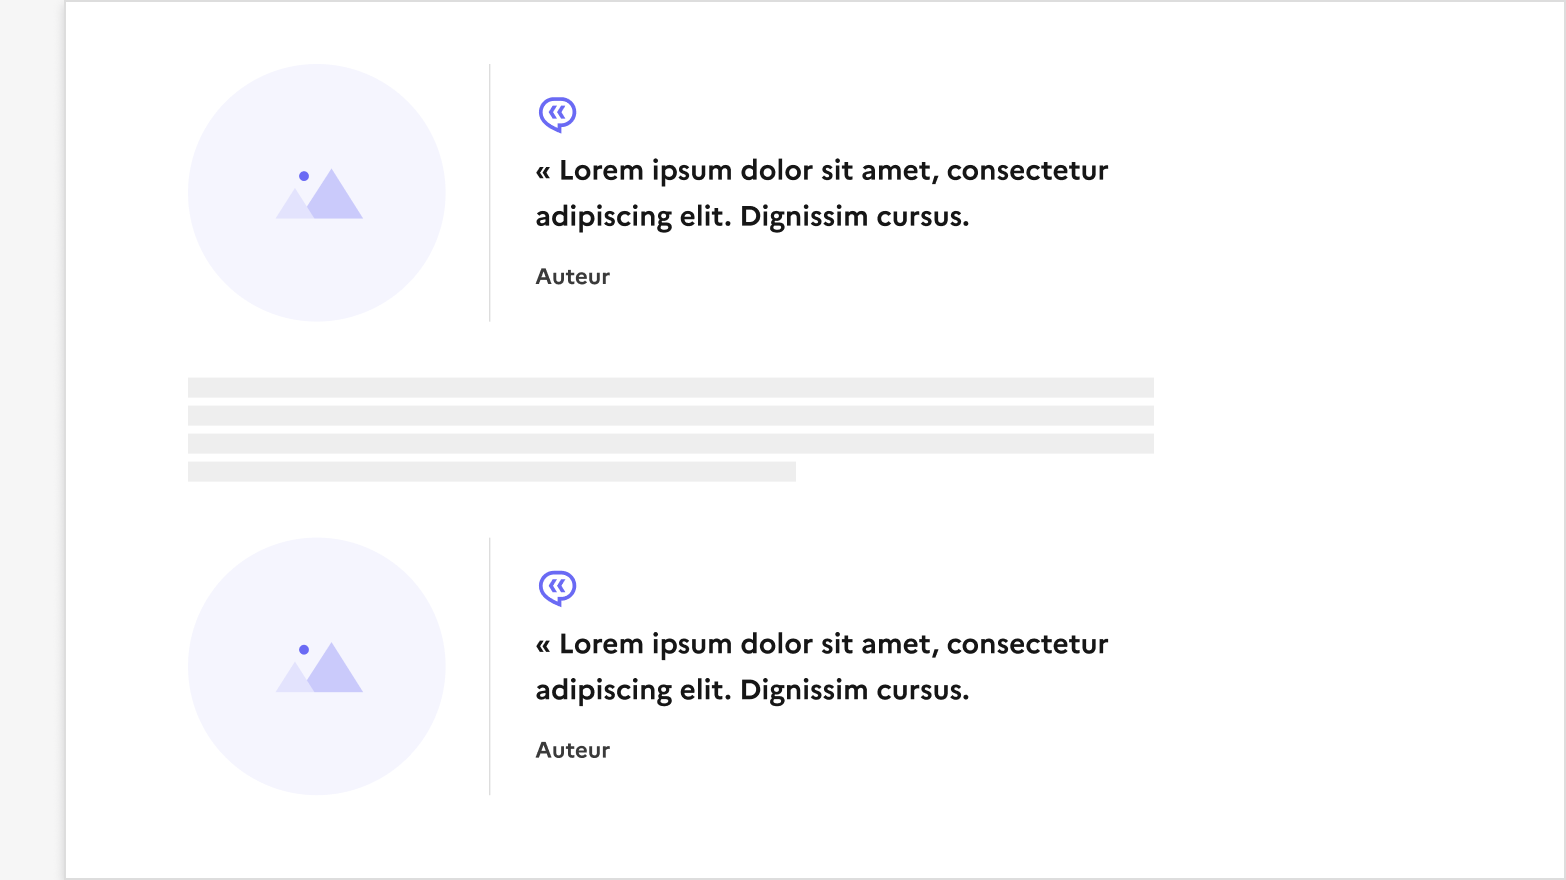 « Lorem ipsum dolor sit amet, consectetur
adipiscing elit. Dignissim cursus.
Auteur
« Lorem ipsum dolor sit amet, consectetur
adipiscing elit. Dignissim cursus.
Auteur